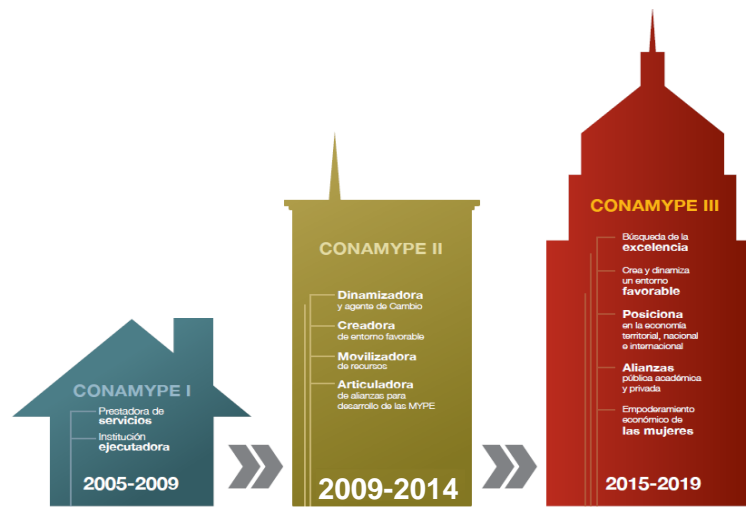 CONAMYPE I
Prestadora de
servicios
Institución
ejecutadora
2005-2009
CONAMYPE II
Dinamizadora
y agente de Cambio
Creadora
de entorno favorable
Movilizadora
de recursos
Articuladora
de alianzas para
desarrollo de las MYPE
2009-2014
CONAMYPE III
Búsqueda de la
excelencia
Crea y dinamiza
un entorno
favorable
Posiciona
en la economía
territorial, nacional
e internacional
Alianzas
pública académica
y privada
Empoderamiento
económico de
las mujeres
2015-2019